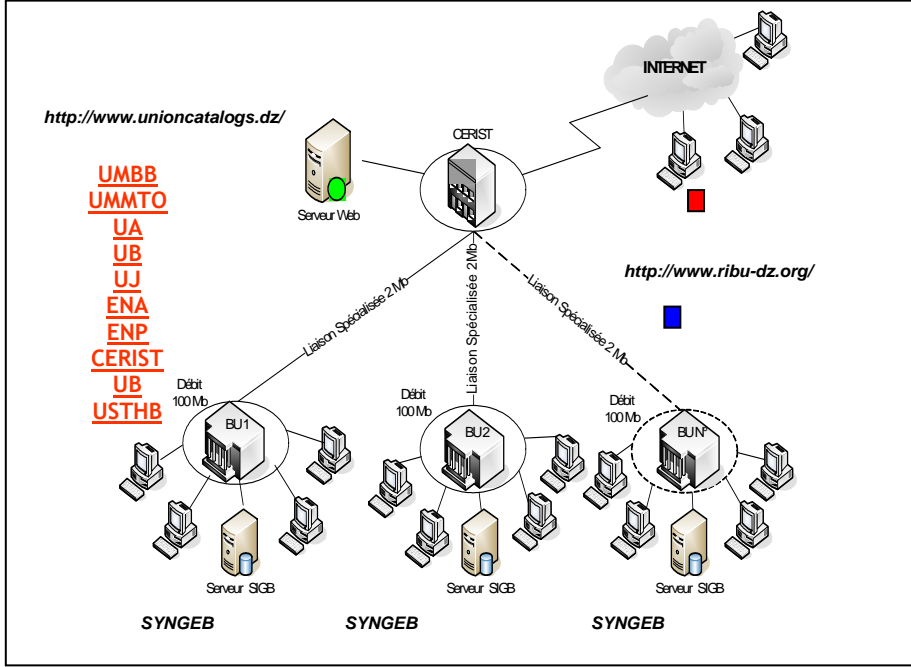 INTERNET
http://www.unioncatalogs.dz/
CERIST
UMBB
UMMTO
UA
UB
UJ
ENA
ENP
CERIST
UB
USTHB
Serveur Web
http://www.ribu-dz.org/
Liaison Spécialisée 2 Mb
Liaison Spécialisée 2Mb
Liaison Spécialisée 2 Mb
Débit
100 Mb
BU1
Débit
100 Mb
BU2
Débit
100 Mb
BUN°
Serveur SIGB
Serveur SIGB
Serveur SIGB
SYNGEB
SYNGEB
SYNGEB